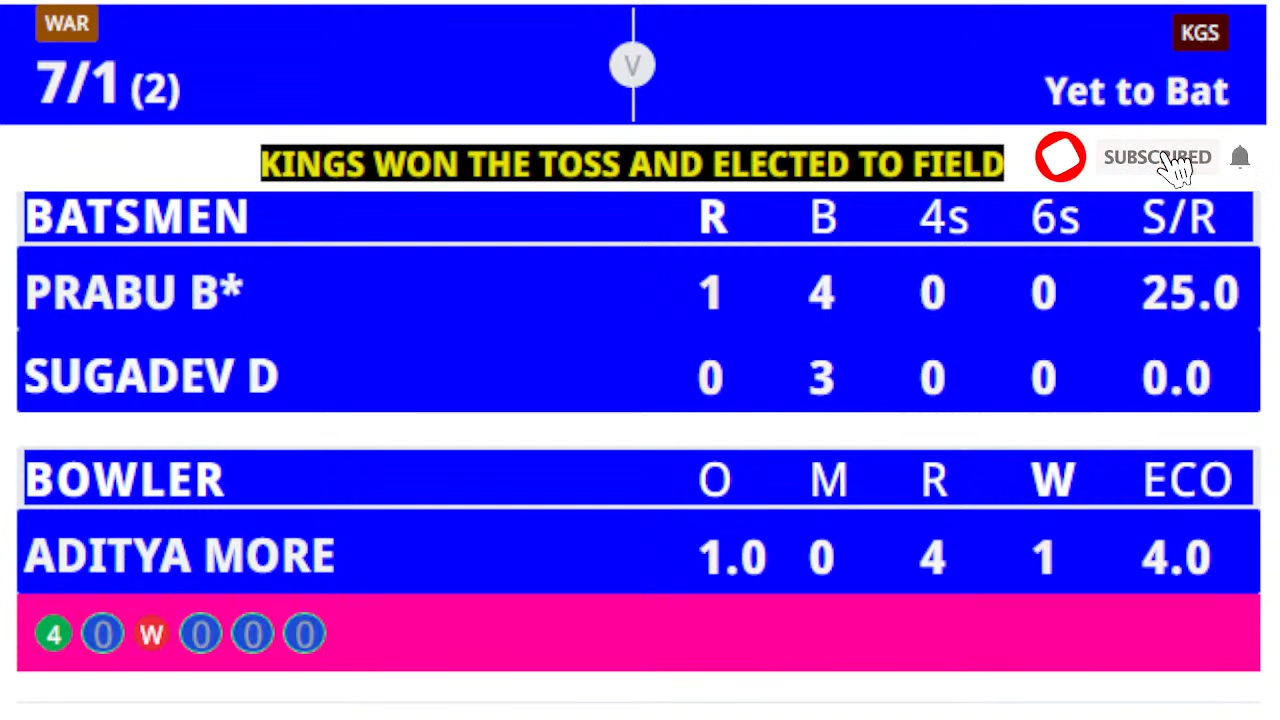 WAR
KGS
7/1 (2)
V
Yet to Bat
KINGS WON THE TOSS AND ELECTED TO FIELD
SUBSCRIBED
BATSMEN R B 4s 6s S/R
PRABU B* 1 4 0 0 25.0
SUGADEV D 0 3 0 0 0.0
BOWLER O M R W ECO
ADITYA MORE 1.0 0 4 1 4.0
4 0 W 0 0 0